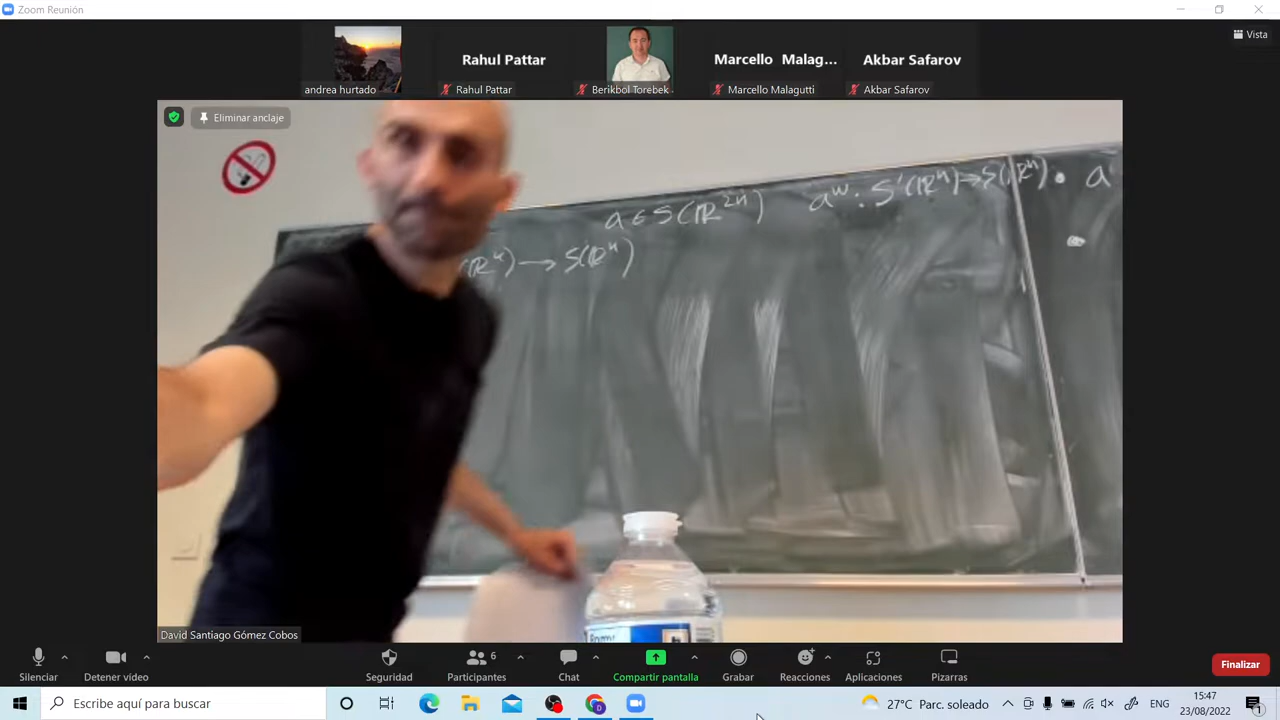 Zoom Reunión
Vista
Rahul Pattar
Marcello Malag...
Akbar Safarov
andrea hurtado
Rahul Pattar
Berikbol Torebek
Marcello Malagutti
Akbar Safarov
Eliminar anclaje
a ∈ S(ℝ²ⁿ)
aʷ: S'(ℝⁿ)→S(ℝⁿ)
a
(ℝⁿ) → S(ℝⁿ)
David Santiago Gómez Cobos
Silenciar
Detener video
Seguridad
6
Participantes
Chat
Compartir pantalla
Grabar
Reacciones
Aplicaciones
Pizarras
Finalizar
Escribe aquí para buscar
27°C Parc. soleado
ENG
15:47
23/08/2022
1